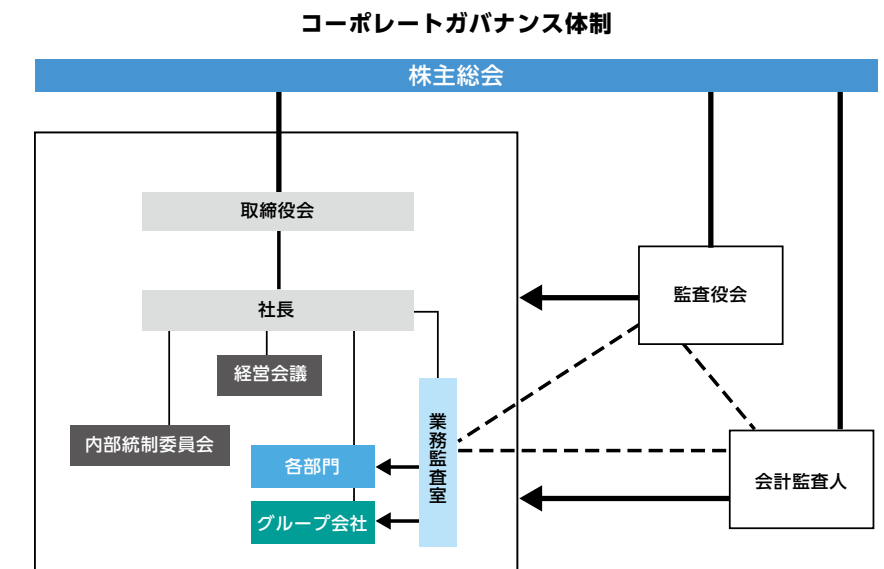 コーポレートガバナンス体制
株主総会
取締役会
監査役会
社長
経営会議
業務監査室
内部統制委員会
各部門
会計監査人
グループ会社